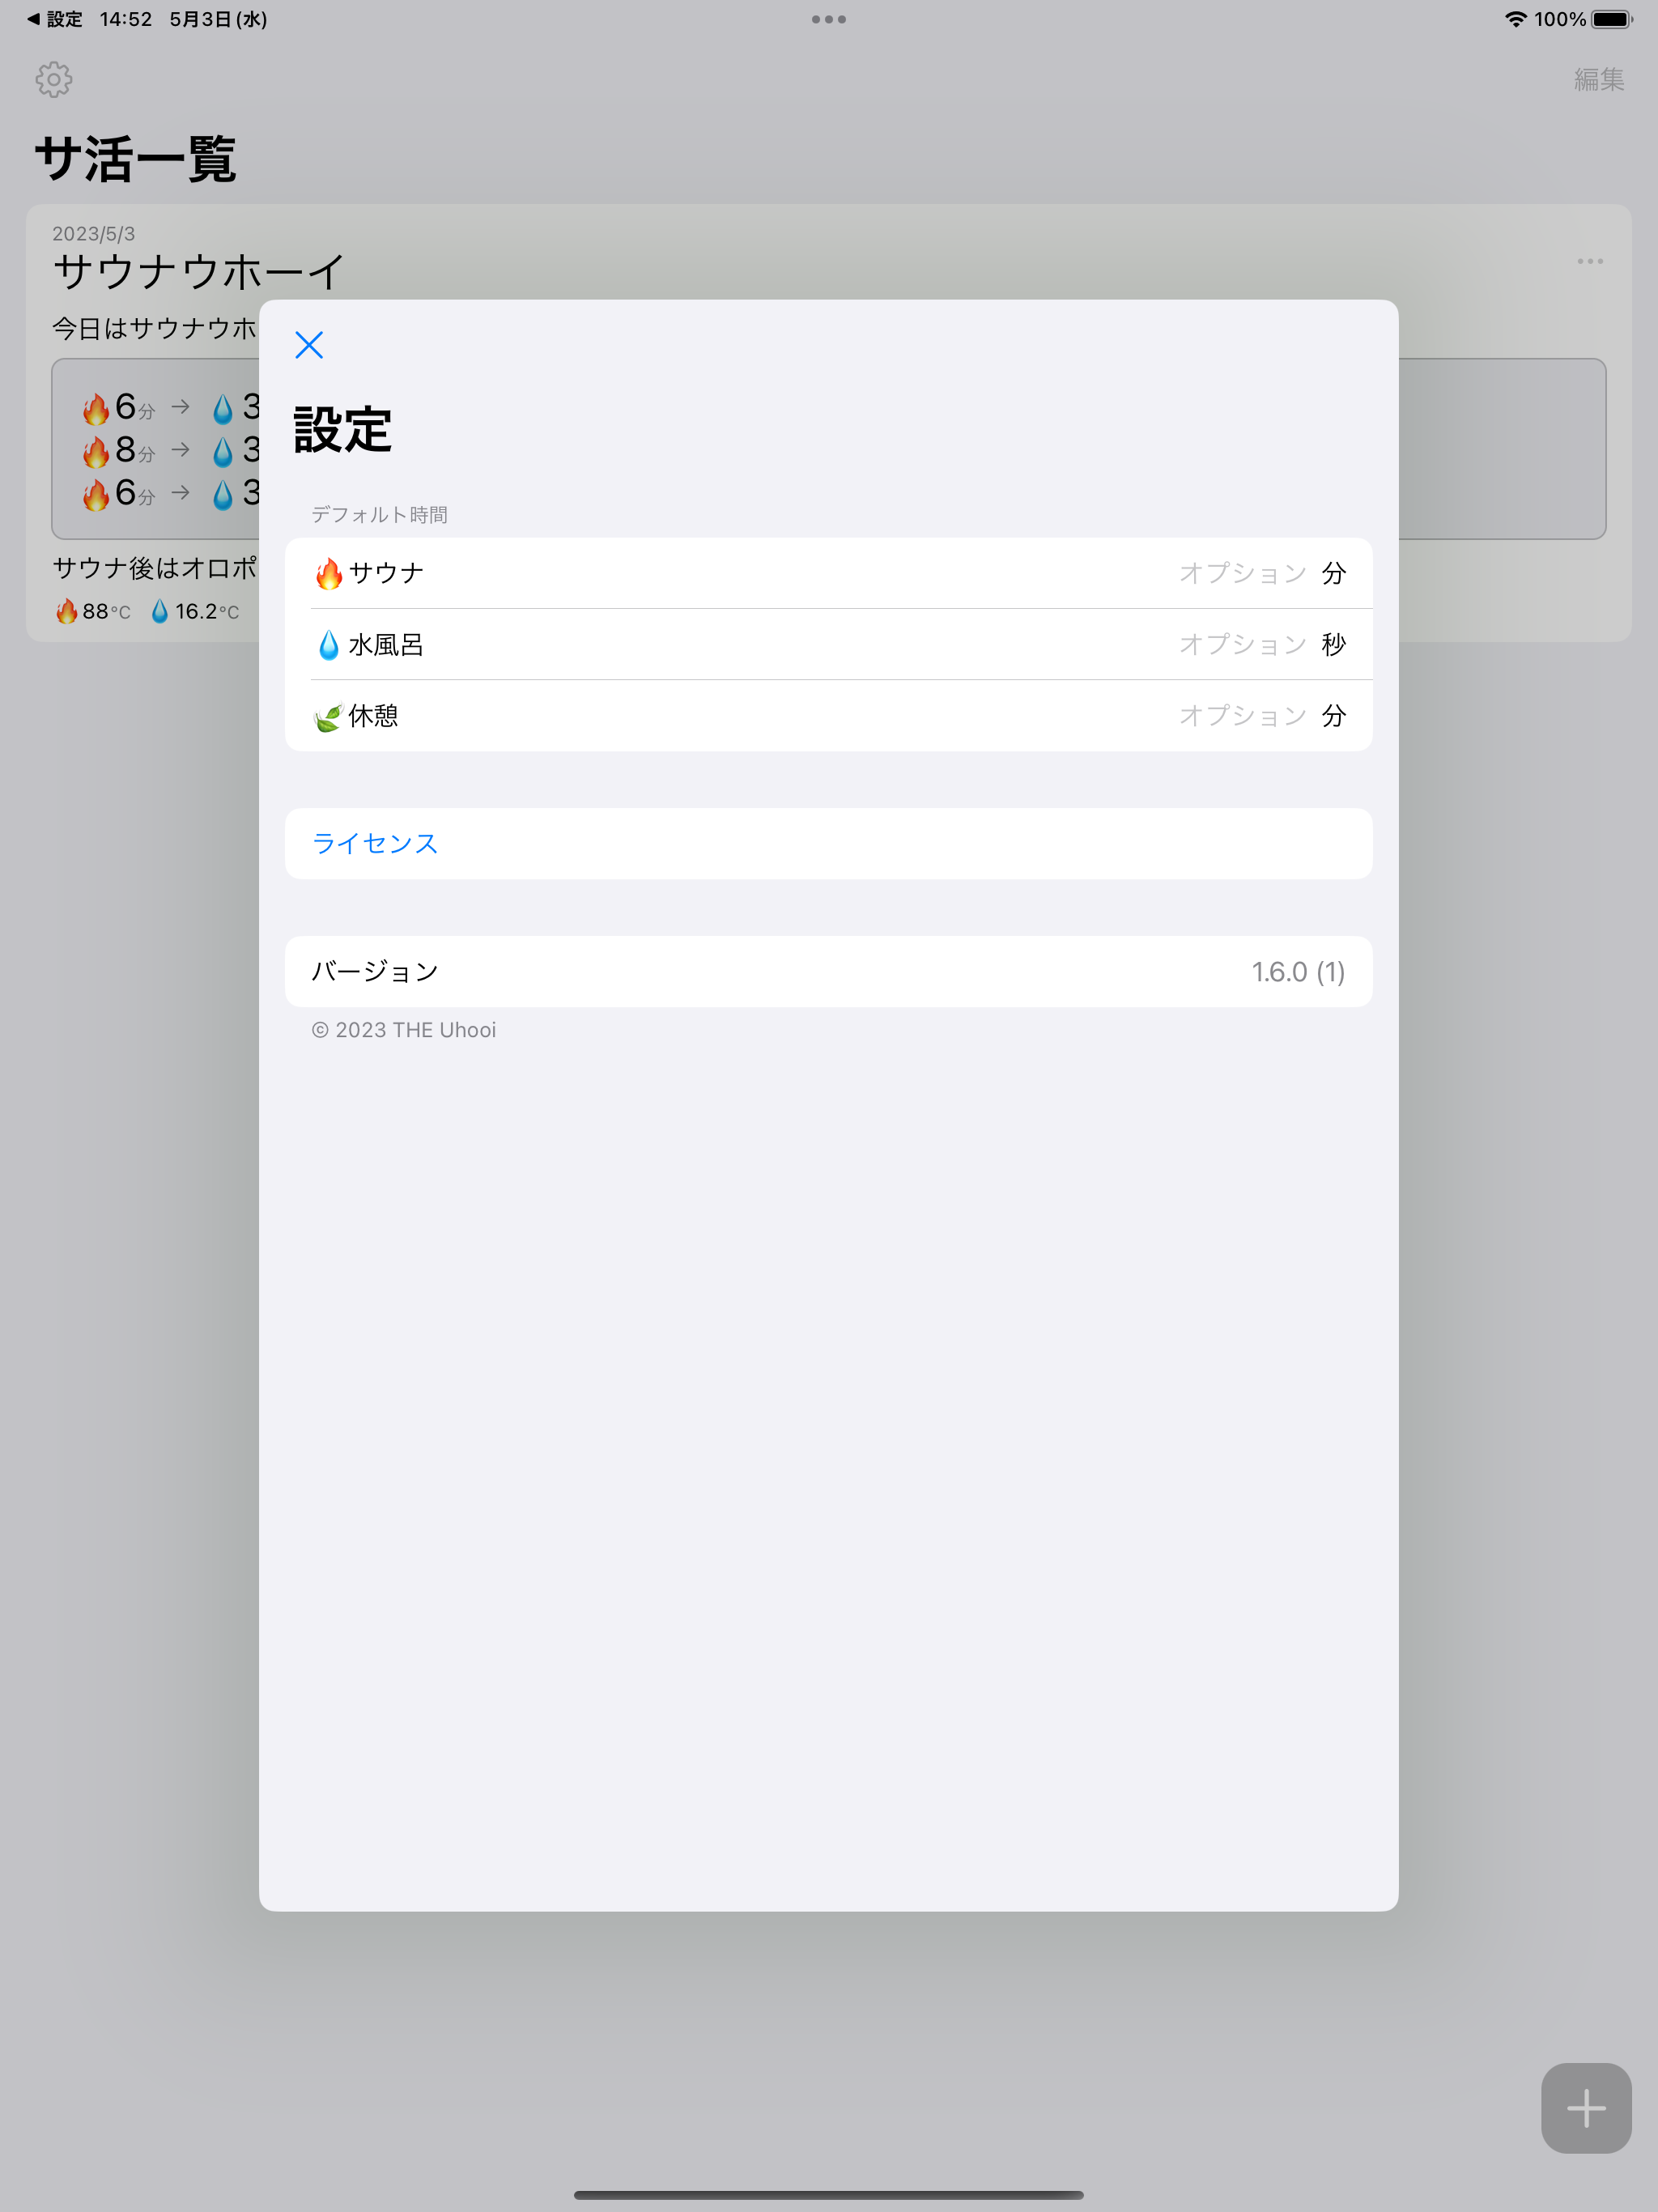 設定 14:52 5月3日(水) 100%
編集
サ活一覧
2023/5/3
サウナウホーイ
今日はサウナウホ
6分 → 3
8分 → 3
6分 → 3
サウナ後はオロポ
88℃ 16.2℃
設定
デフォルト時間
サウナ オプション 分
水風呂 オプション 秒
休憩 オプション 分
ライセンス
バージョン 1.6.0 (1)
© 2023 THE Uhooi